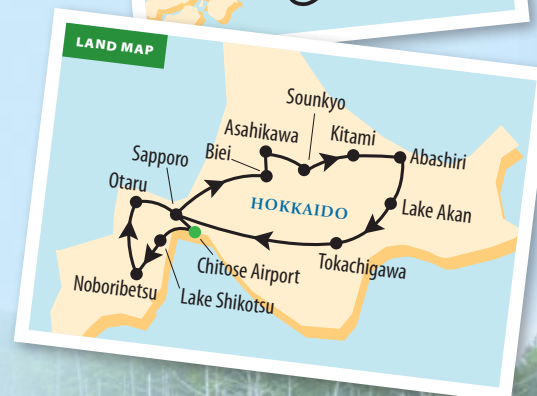 LAND MAP
Sounkyo
Asahikawa
Kitami
Biei
Abashiri
Sapporo
Otaru
HOKKAIDO
Lake Akan
Tokachigawa
Chitose Airport
Noboribetsu
Lake Shikotsu